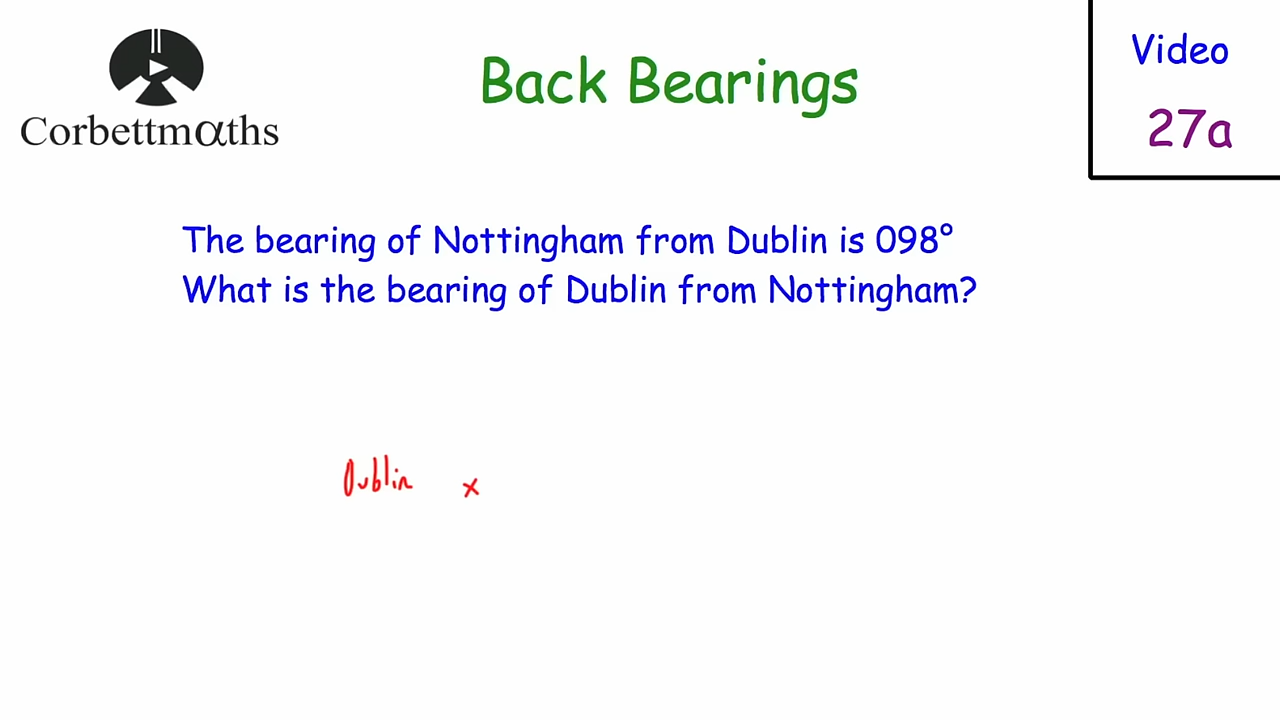 Corbettmαths
Back Bearings
Video
27a
The bearing of Nottingham from Dublin is 098°
What is the bearing of Dublin from Nottingham?
Dublin x